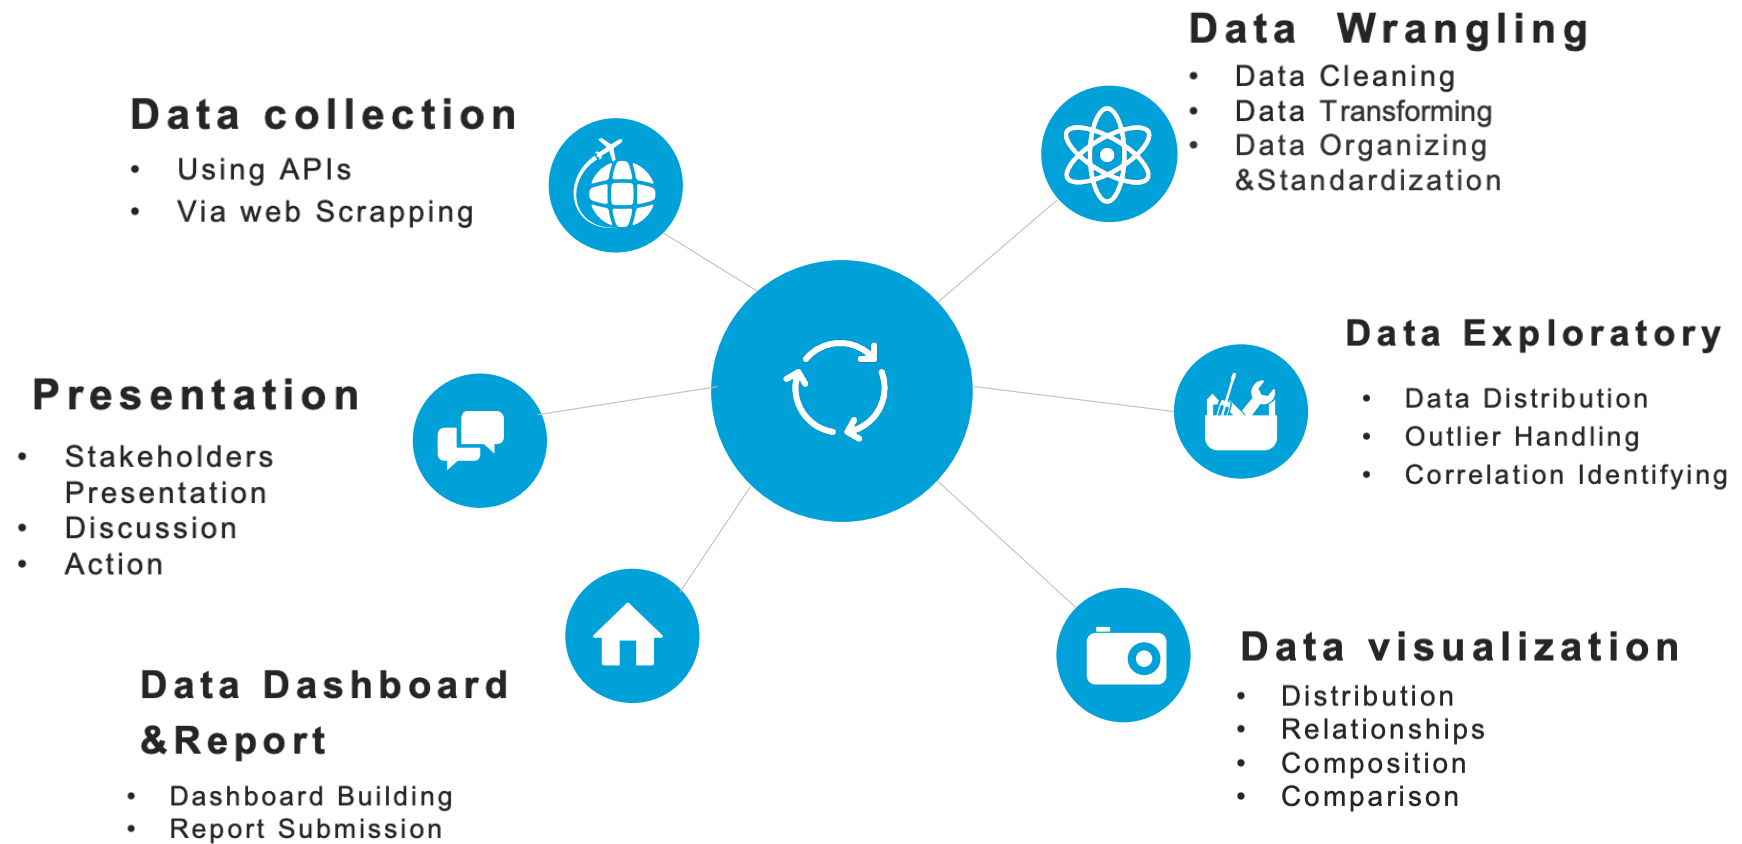 Data collection
• Using APIs
• Via web Scrapping
Data Wrangling
• Data Cleaning
• Data Transforming
• Data Organizing
&Standardization
Data Exploratory
• Data Distribution
• Outlier Handling
• Correlation Identifying
Data visualization
• Distribution
• Relationships
• Composition
• Comparison
Data Dashboard
&Report
• Dashboard Building
• Report Submission
Presentation
• Stakeholders
Presentation
• Discussion
• Action